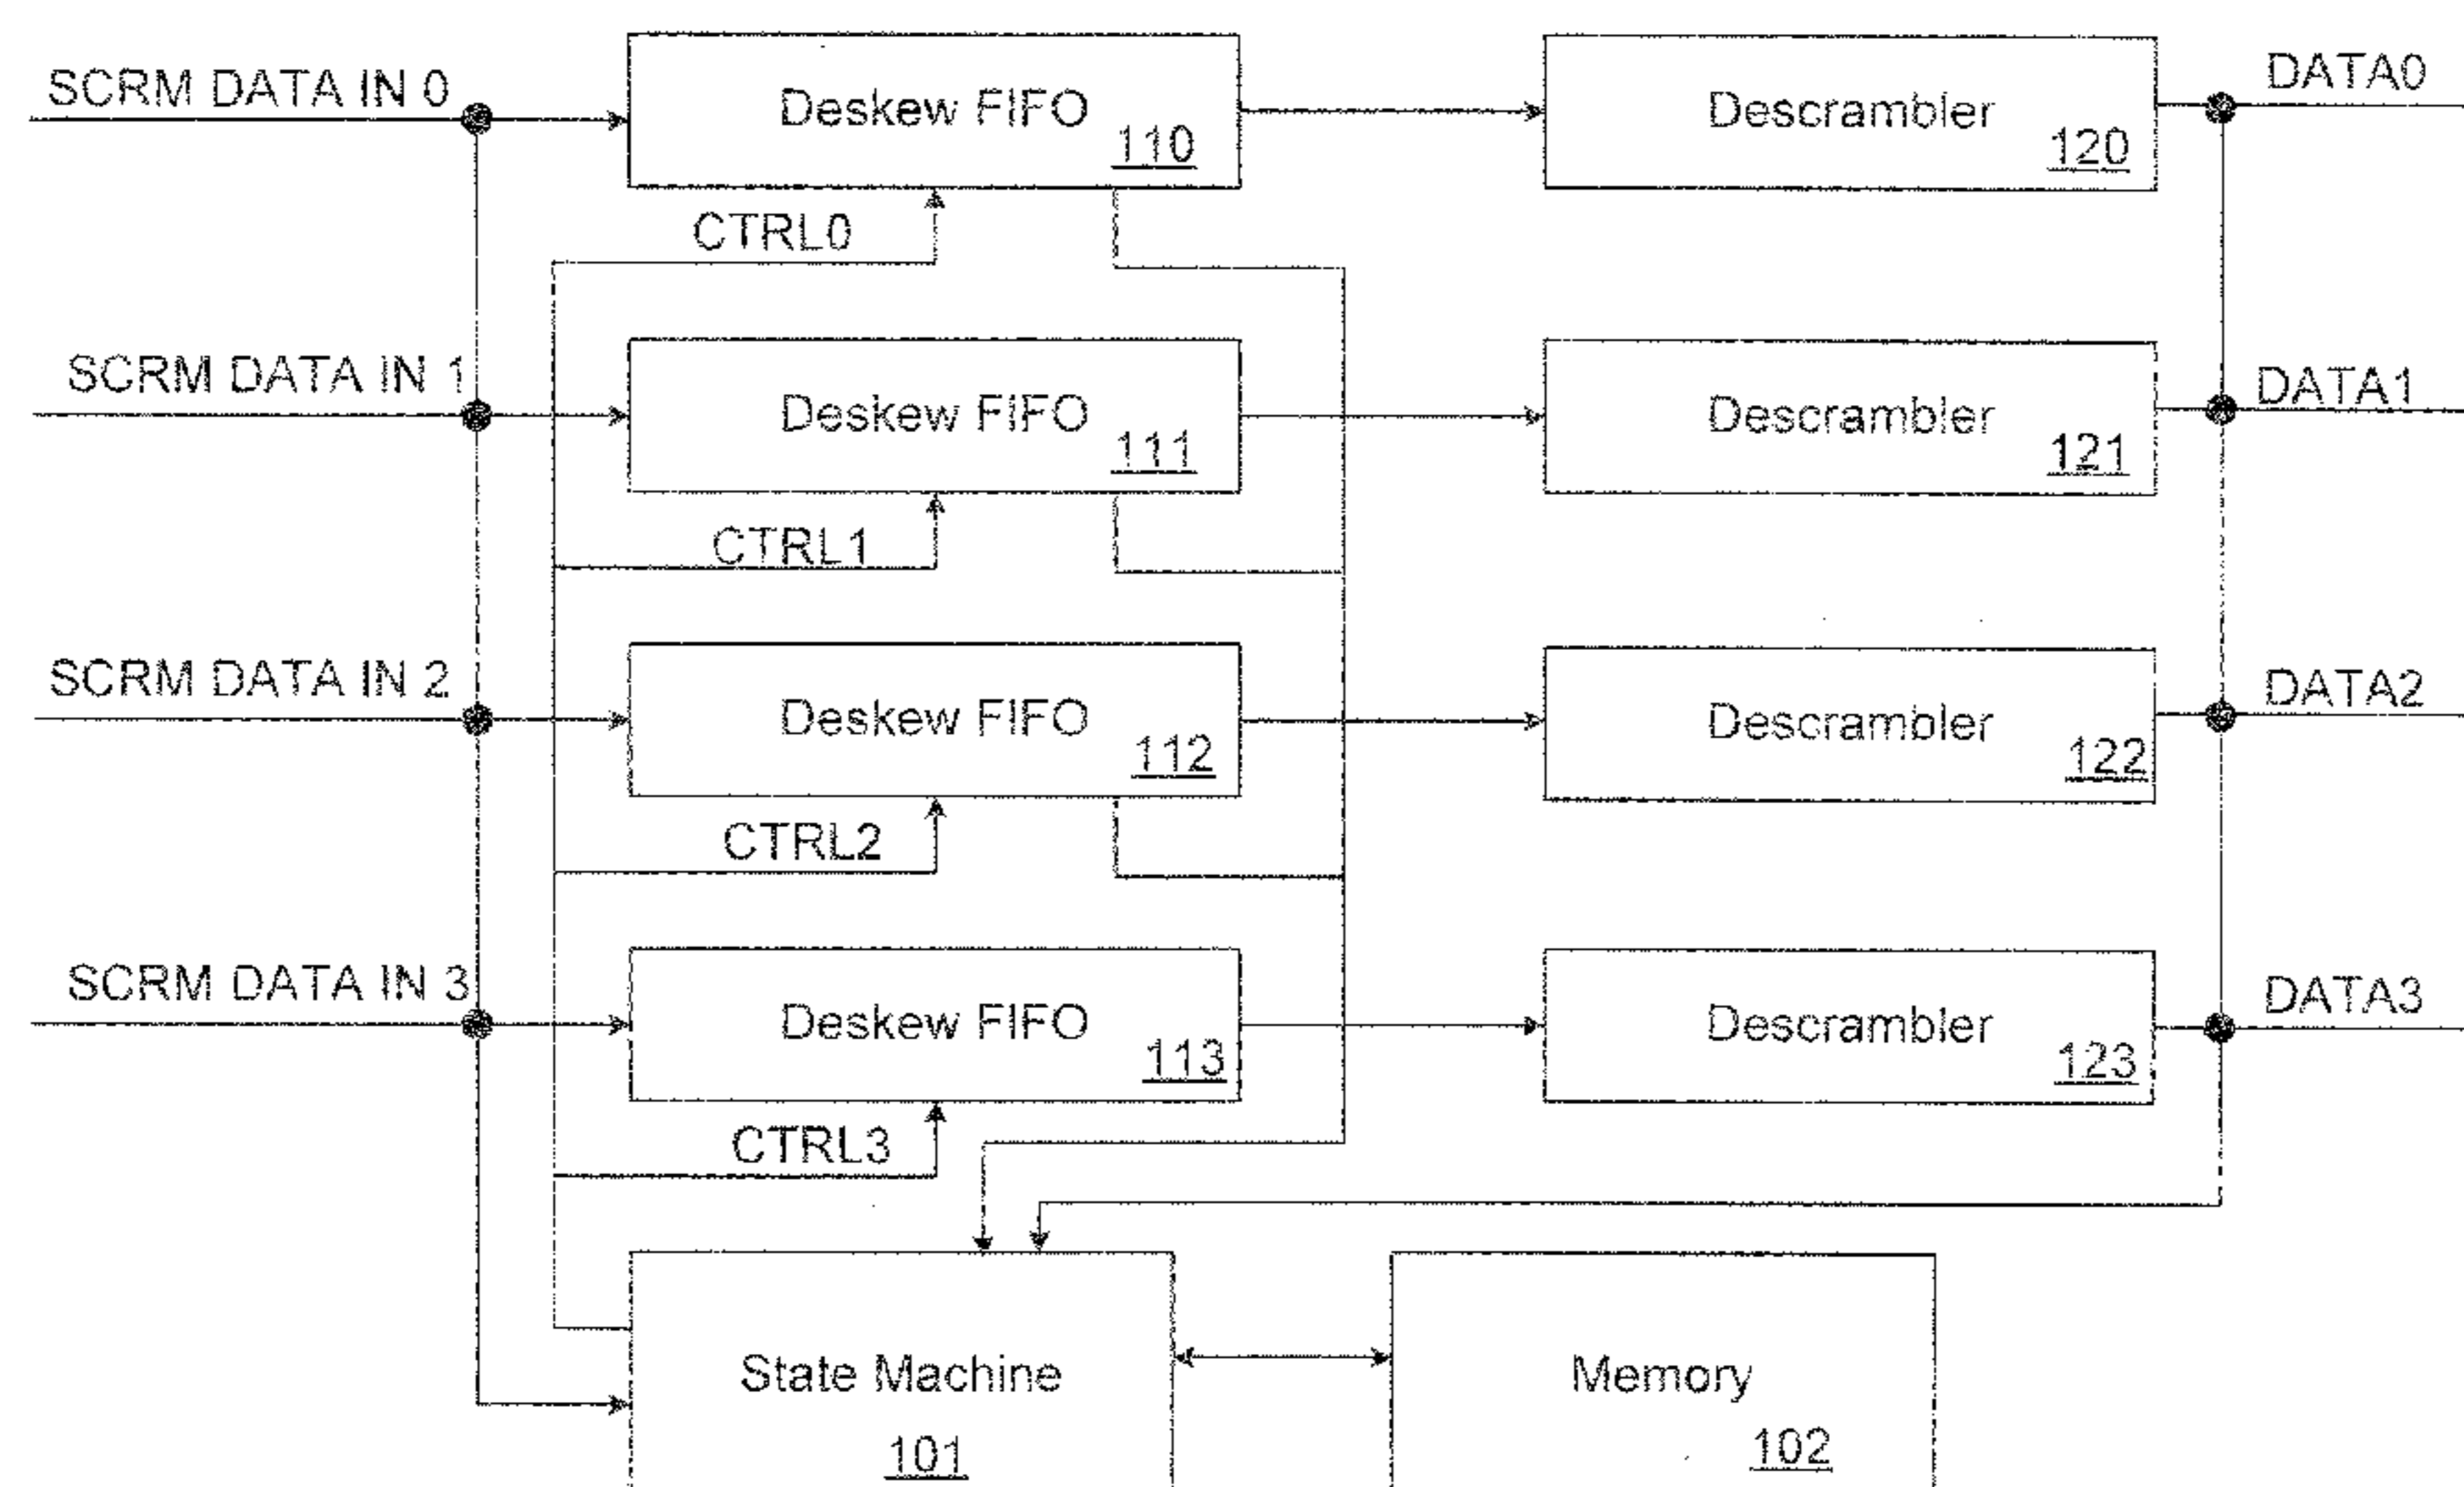 SCRM DATA IN 0
Deskew FIFO
110
Descrambler
120
DATA0
CTRL0
SCRM DATA IN 1
Deskew FIFO
111
Descrambler
121
DATA1
CTRL1
SCRM DATA IN 2
Deskew FIFO
112
Descrambler
122
DATA2
CTRL2
SCRM DATA IN 3
Deskew FIFO
113
Descrambler
123
DATA3
CTRL3
State Machine
101
Memory
102